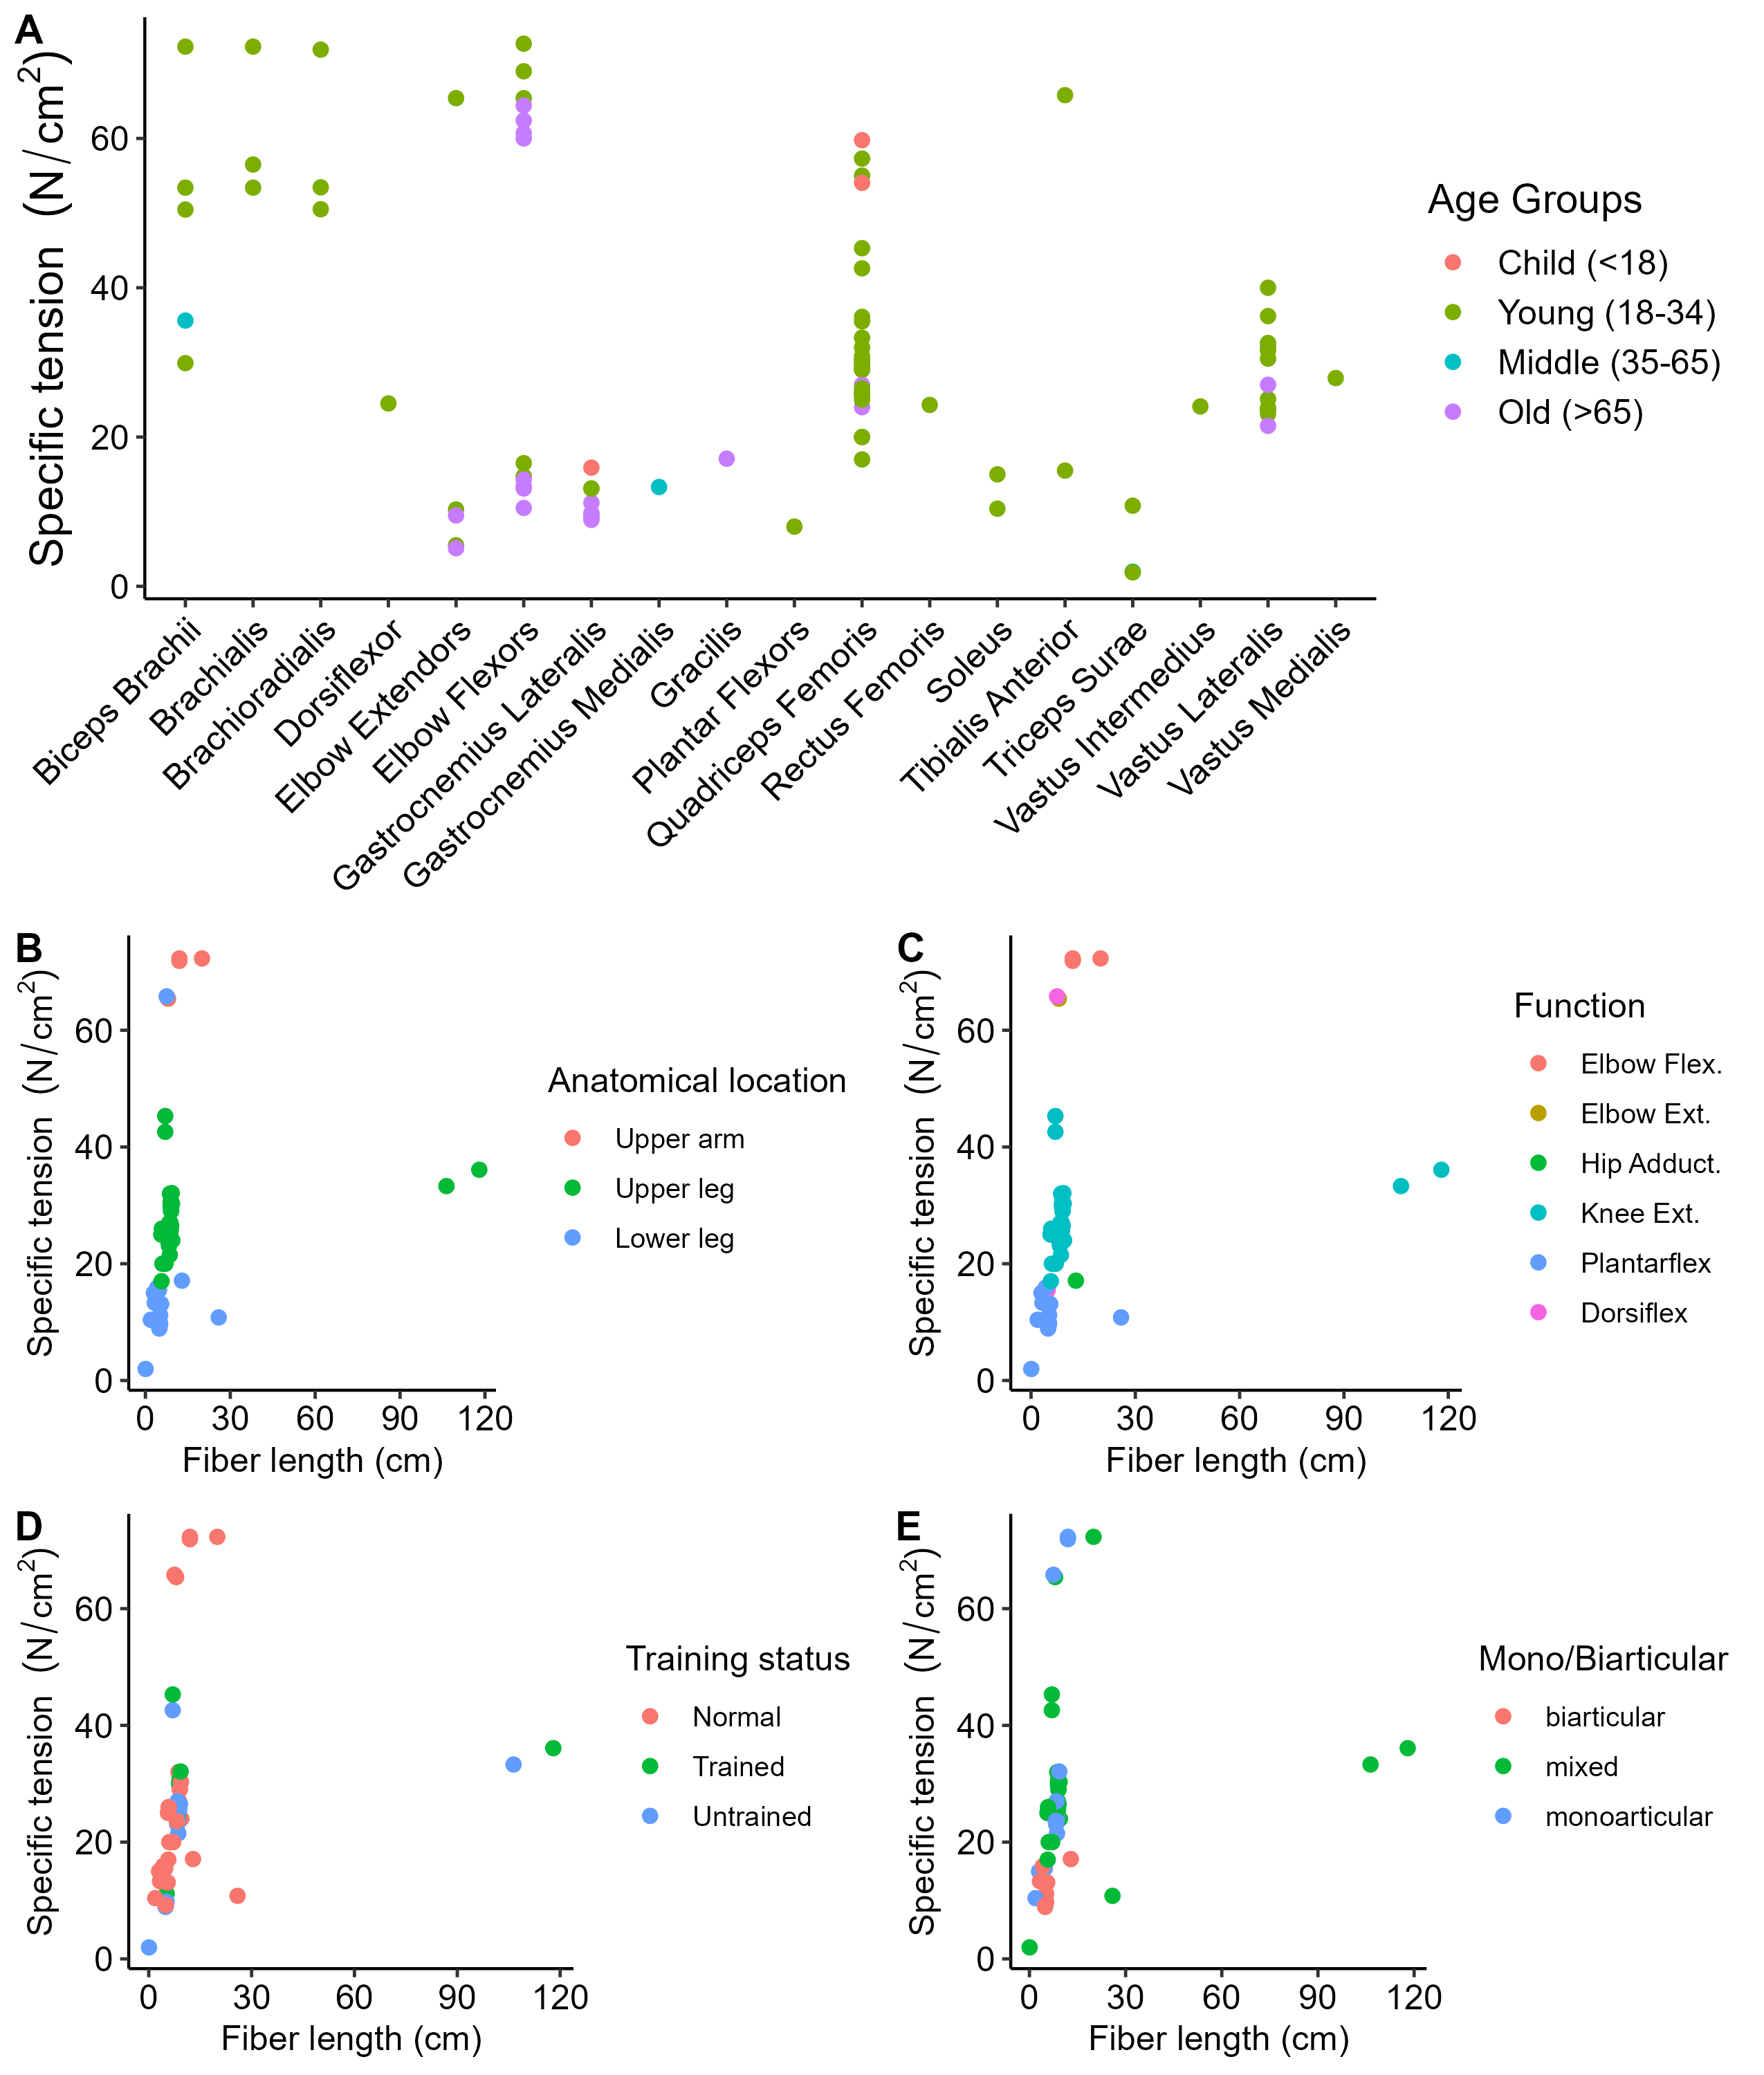 A
Specific tension (N/cm2)
60
40
20
0
Biceps Brachii
Brachialis
Brachioradialis
Dorsiflexor
Elbow Extendors
Elbow Flexors
Gastrocnemius Lateralis
Gastrocnemius Medialis
Gracilis
Plantar Flexors
Quadriceps Femoris
Rectus Femoris
Soleus
Tibialis Anterior
Triceps Surae
Vastus Intermedius
Vastus Lateralis
Vastus Medialis
Age Groups
Child (<18)
Young (18-34)
Middle (35-65)
Old (>65)
B
Specific tension (N/cm2)
60
40
20
0
0 30 60 90 120
Fiber length (cm)
Anatomical location
Upper arm
Upper leg
Lower leg
C
Specific tension (N/cm2)
60
40
20
0
0 30 60 90 120
Fiber length (cm)
Function
Elbow Flex.
Elbow Ext.
Hip Adduct.
Knee Ext.
Plantarflex
Dorsiflex
D
Specific tension (N/cm2)
60
40
20
0
0 30 60 90 120
Fiber length (cm)
Training status
Normal
Trained
Untrained
E
Specific tension (N/cm2)
60
40
20
0
0 30 60 90 120
Fiber length (cm)
Mono/Biarticular
biarticular
mixed
monoarticular